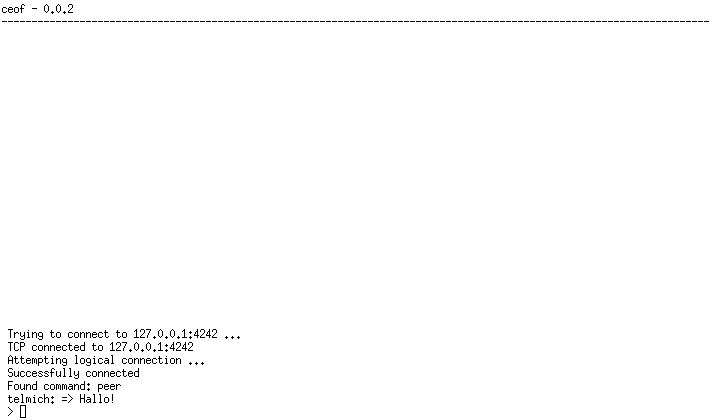 ceof - 0.0.2
Trying to connect to 127.0.0.1:4242 ...
TCP connected to 127.0.0.1:4242
Attempting logical connection ...
Successfully connected
Found command: peer
telmich: => Hallo!
>